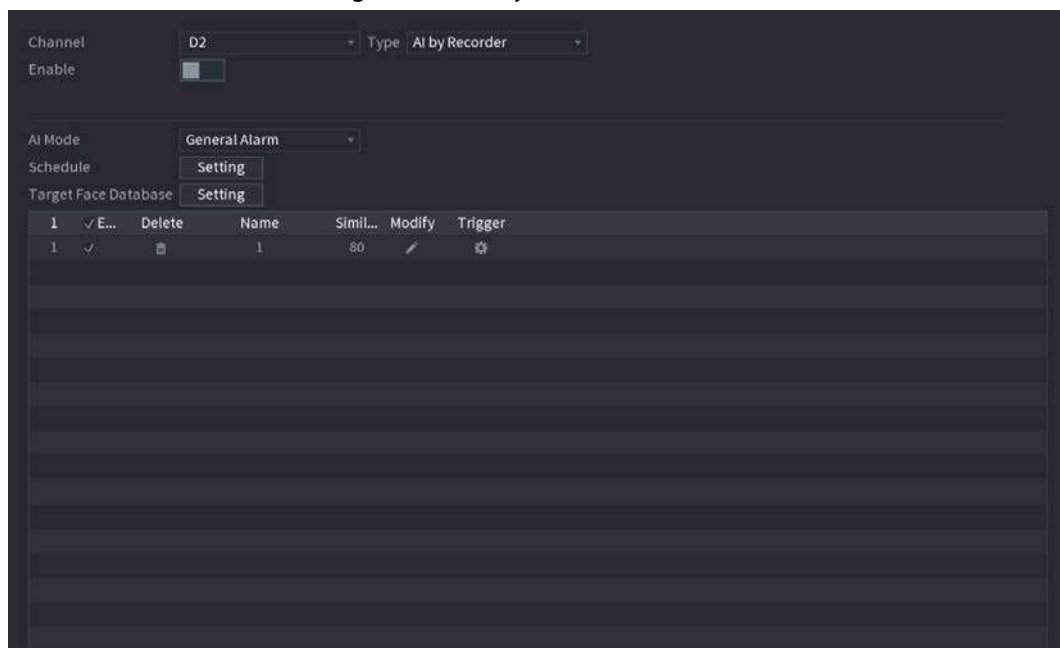 Channel D2 Type AI by Recorder
Enable
AI Mode General Alarm
Schedule Setting
Target Face Database Setting
1 E... Delete Name Simil... Modify Trigger
1 1 80